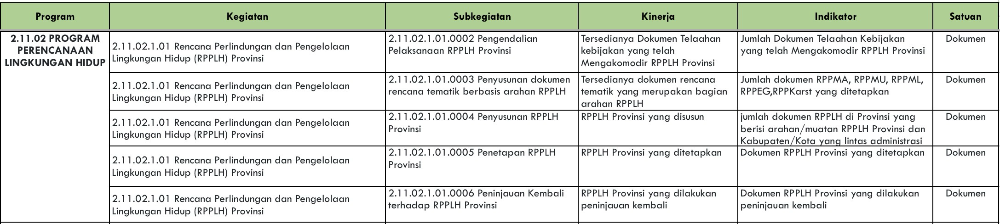 Program
Kegiatan
Subkegiatan
Kinerja
Indikator
Satuan
2.11.02 PROGRAM
PERENCANAAN
LINGKUNGAN HIDUP
2.11.02.1.01 Rencana Perlindungan dan Pengelolaan
Lingkungan Hidup (RPPLH) Provinsi
2.11.02.1.01.0002 Pengendalian
Pelaksanaan RPPLH Provinsi
Tersedianya Dokumen Telaahan
kebijakan yang telah
Mengakomodir RPPLH Provinsi
Jumlah Dokumen Telaahan Kebijakan
yang telah Mengakomodir RPPLH Provinsi
Dokumen
2.11.02.1.01 Rencana Perlindungan dan Pengelolaan
Lingkungan Hidup (RPPLH) Provinsi
2.11.02.1.01.0003 Penyusunan dokumen
rencana tematik berbasis arahan RPPLH
Tersedianya dokumen rencana
tematik yang merupakan bagian
arahan RPPLH
Jumlah dokumen RPPMA, RPPMU, RPPML,
RPPEG,RPPKarst yang ditetapkan
Dokumen
2.11.02.1.01 Rencana Perlindungan dan Pengelolaan
Lingkungan Hidup (RPPLH) Provinsi
2.11.02.1.01.0004 Penyusunan RPPLH
Provinsi
RPPLH Provinsi yang disusun
jumlah dokumen RPPLH di Provinsi yang
berisi arahan/muatan RPPLH Provinsi dan
Kabupaten/Kota yang lintas administrasi
Dokumen
2.11.02.1.01 Rencana Perlindungan dan Pengelolaan
Lingkungan Hidup (RPPLH) Provinsi
2.11.02.1.01.0005 Penetapan RPPLH
Provinsi
RPPLH Provinsi yang ditetapkan
Dokumen RPPLH Provinsi yang ditetapkan
Dokumen
2.11.02.1.01 Rencana Perlindungan dan Pengelolaan
Lingkungan Hidup (RPPLH) Provinsi
2.11.02.1.01.0006 Peninjauan Kembali
terhadap RPPLH Provinsi
RPPLH Provinsi yang dilakukan
peninjauan kembali
Dokumen RPPLH Provinsi yang dilakukan
peninjauan kembali
Dokumen